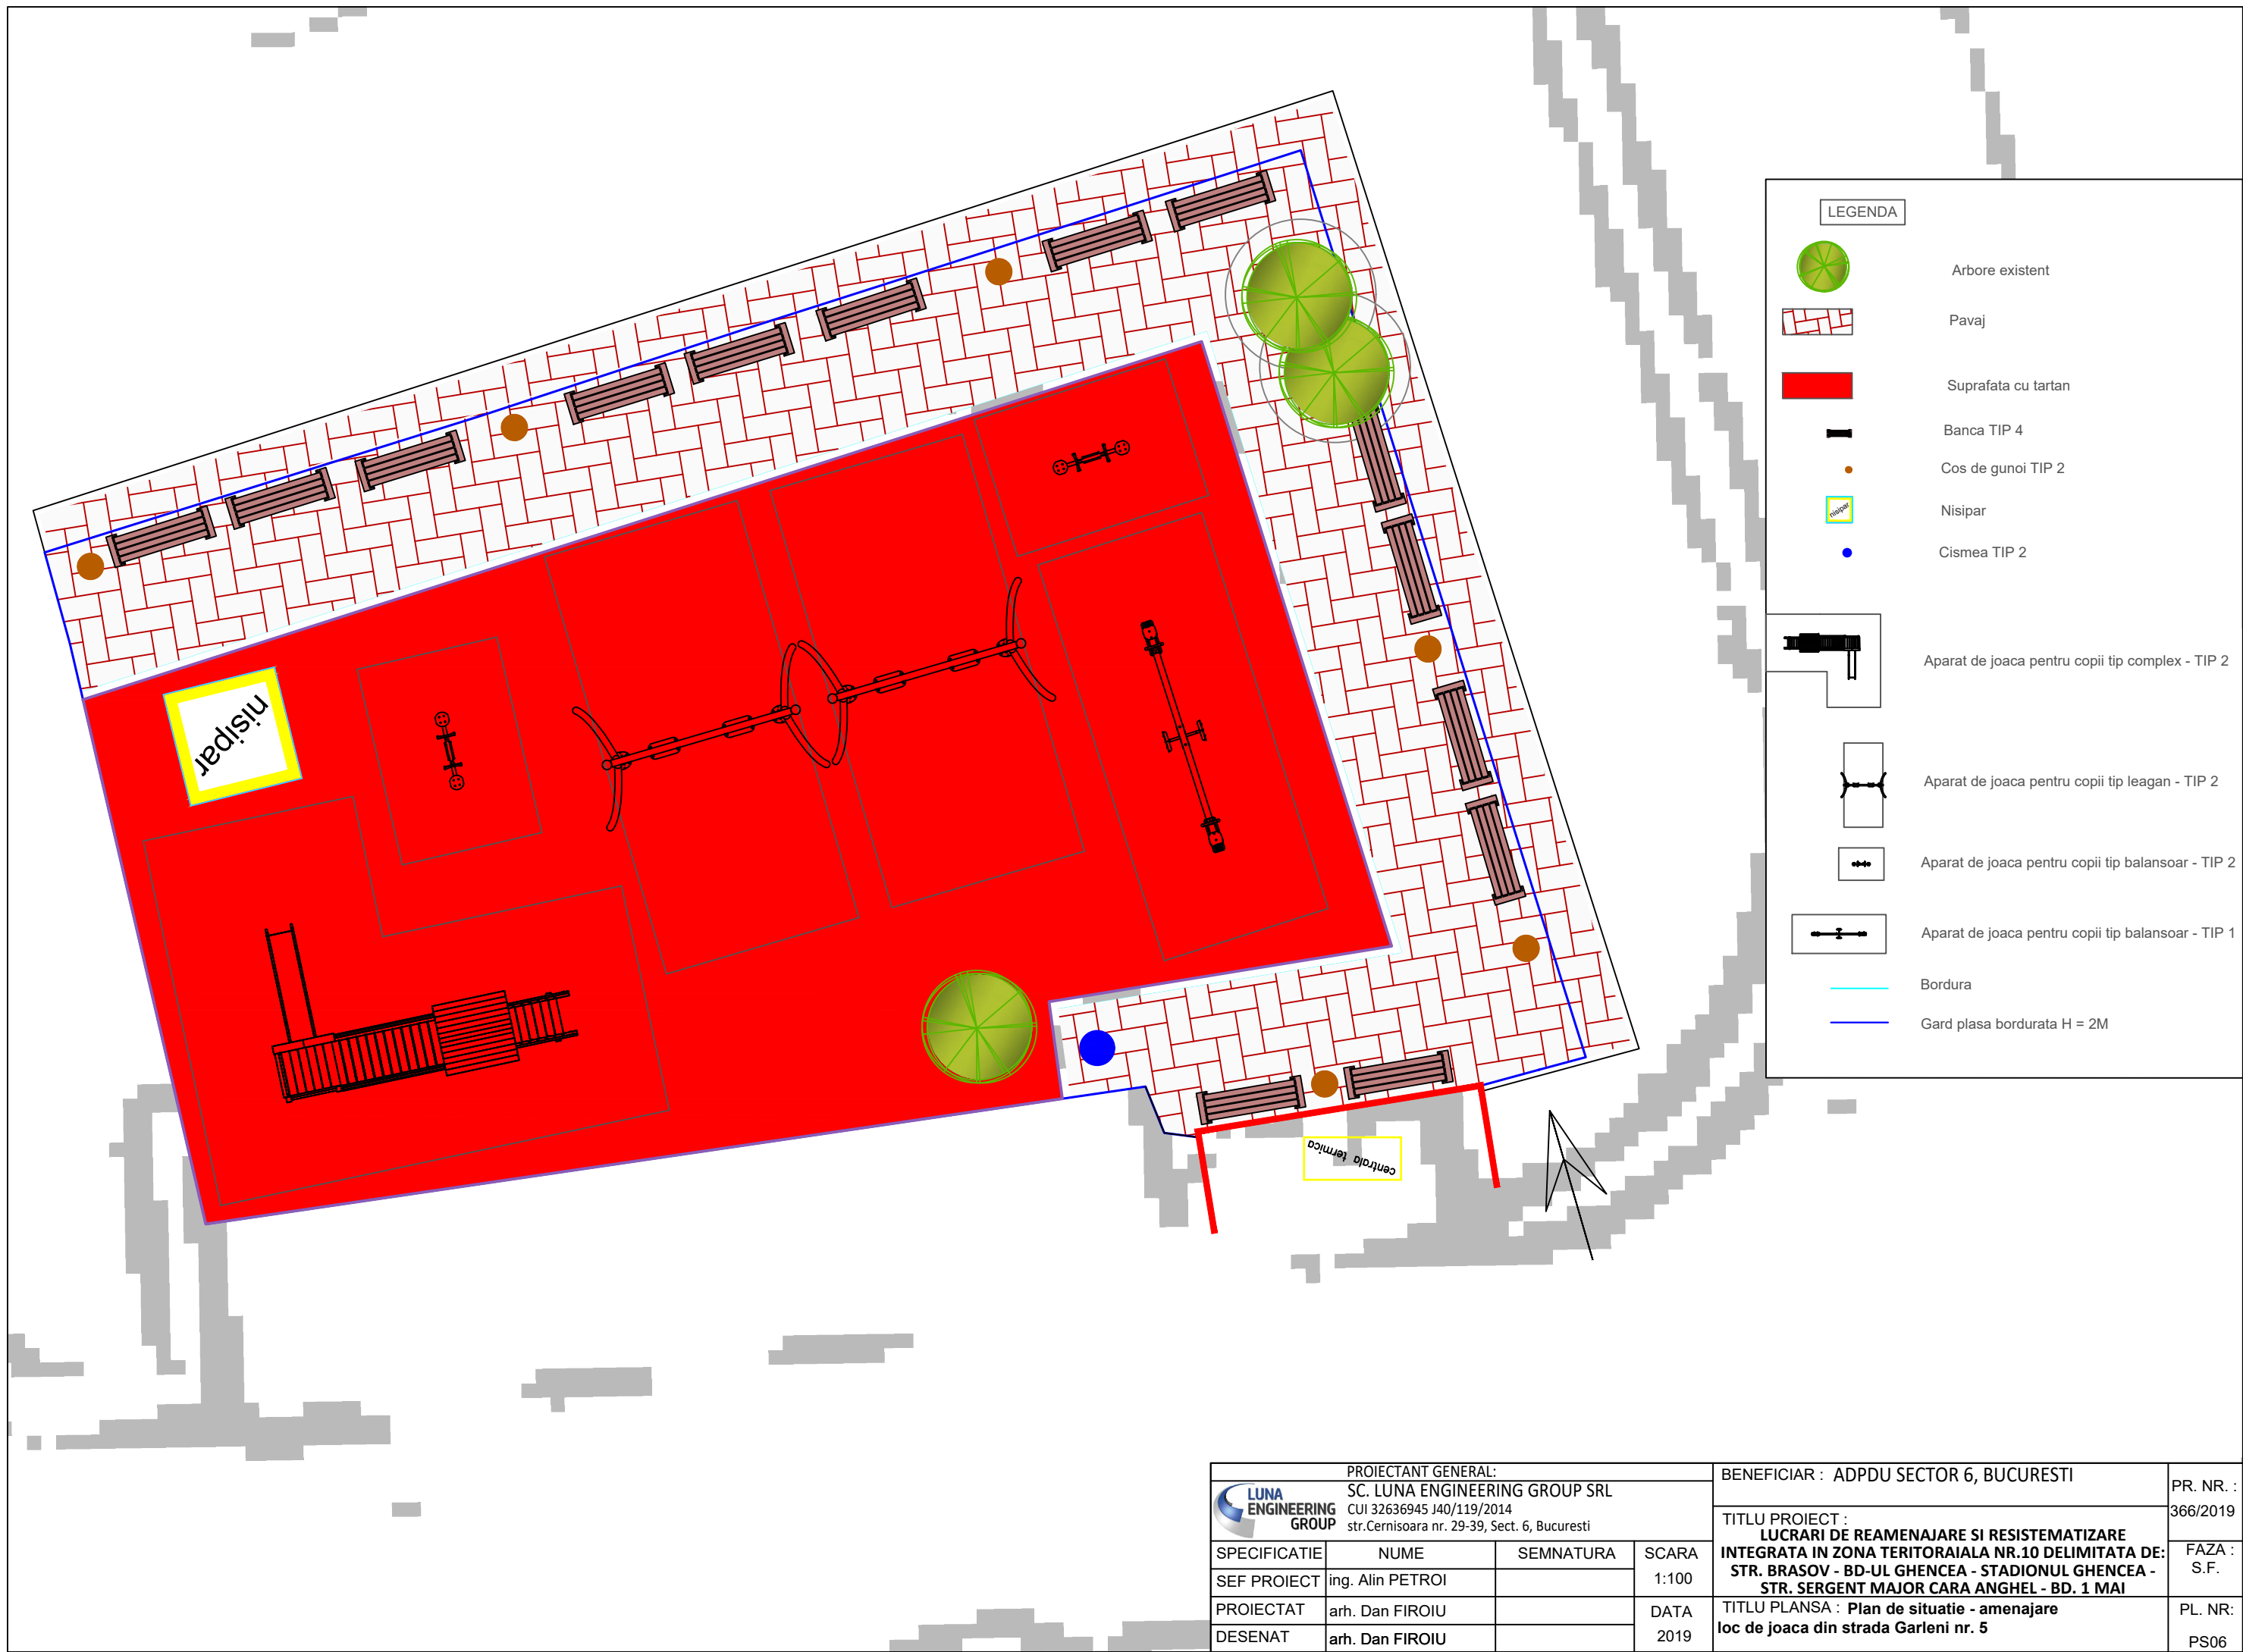 LEGENDA
Arbore existent
Pavaj
Suprafata cu tartan
Banca TIP 4
Cos de gunoi TIP 2
nisipar
Nisipar
Cismea TIP 2
Aparat de joaca pentru copii tip complex - TIP 2
Aparat de joaca pentru copii tip leagan - TIP 2
Aparat de joaca pentru copii tip balansoar - TIP 2
Aparat de joaca pentru copii tip balansoar - TIP 1
Bordura
Gard plasa bordurata H = 2M
nisipar
centrala termica
PROIECTANT GENERAL:
LUNA
ENGINEERING
GROUP
SC. LUNA ENGINEERING GROUP SRL
CUI 32636945 J40/119/2014
str.Cernisoara nr. 29-39, Sect. 6, Bucuresti
SPECIFICATIE NUME SEMNATURA SCARA
SEF PROIECT ing. Alin PETROI 1:100
PROIECTAT arh. Dan FIROIU DATA
DESENAT arh. Dan FIROIU 2019
BENEFICIAR : ADPDU SECTOR 6, BUCURESTI
TITLU PROIECT :
LUCRARI DE REAMENAJARE SI RESISTEMATIZARE
INTEGRATA IN ZONA TERITORAIALA NR.10 DELIMITATA DE:
STR. BRASOV - BD-UL GHENCEA - STADIONUL GHENCEA -
STR. SERGENT MAJOR CARA ANGHEL - BD. 1 MAI
TITLU PLANSA : Plan de situatie - amenajare
loc de joaca din strada Garleni nr. 5
PR. NR. :
366/2019
FAZA :
S.F.
PL. NR:
PS06